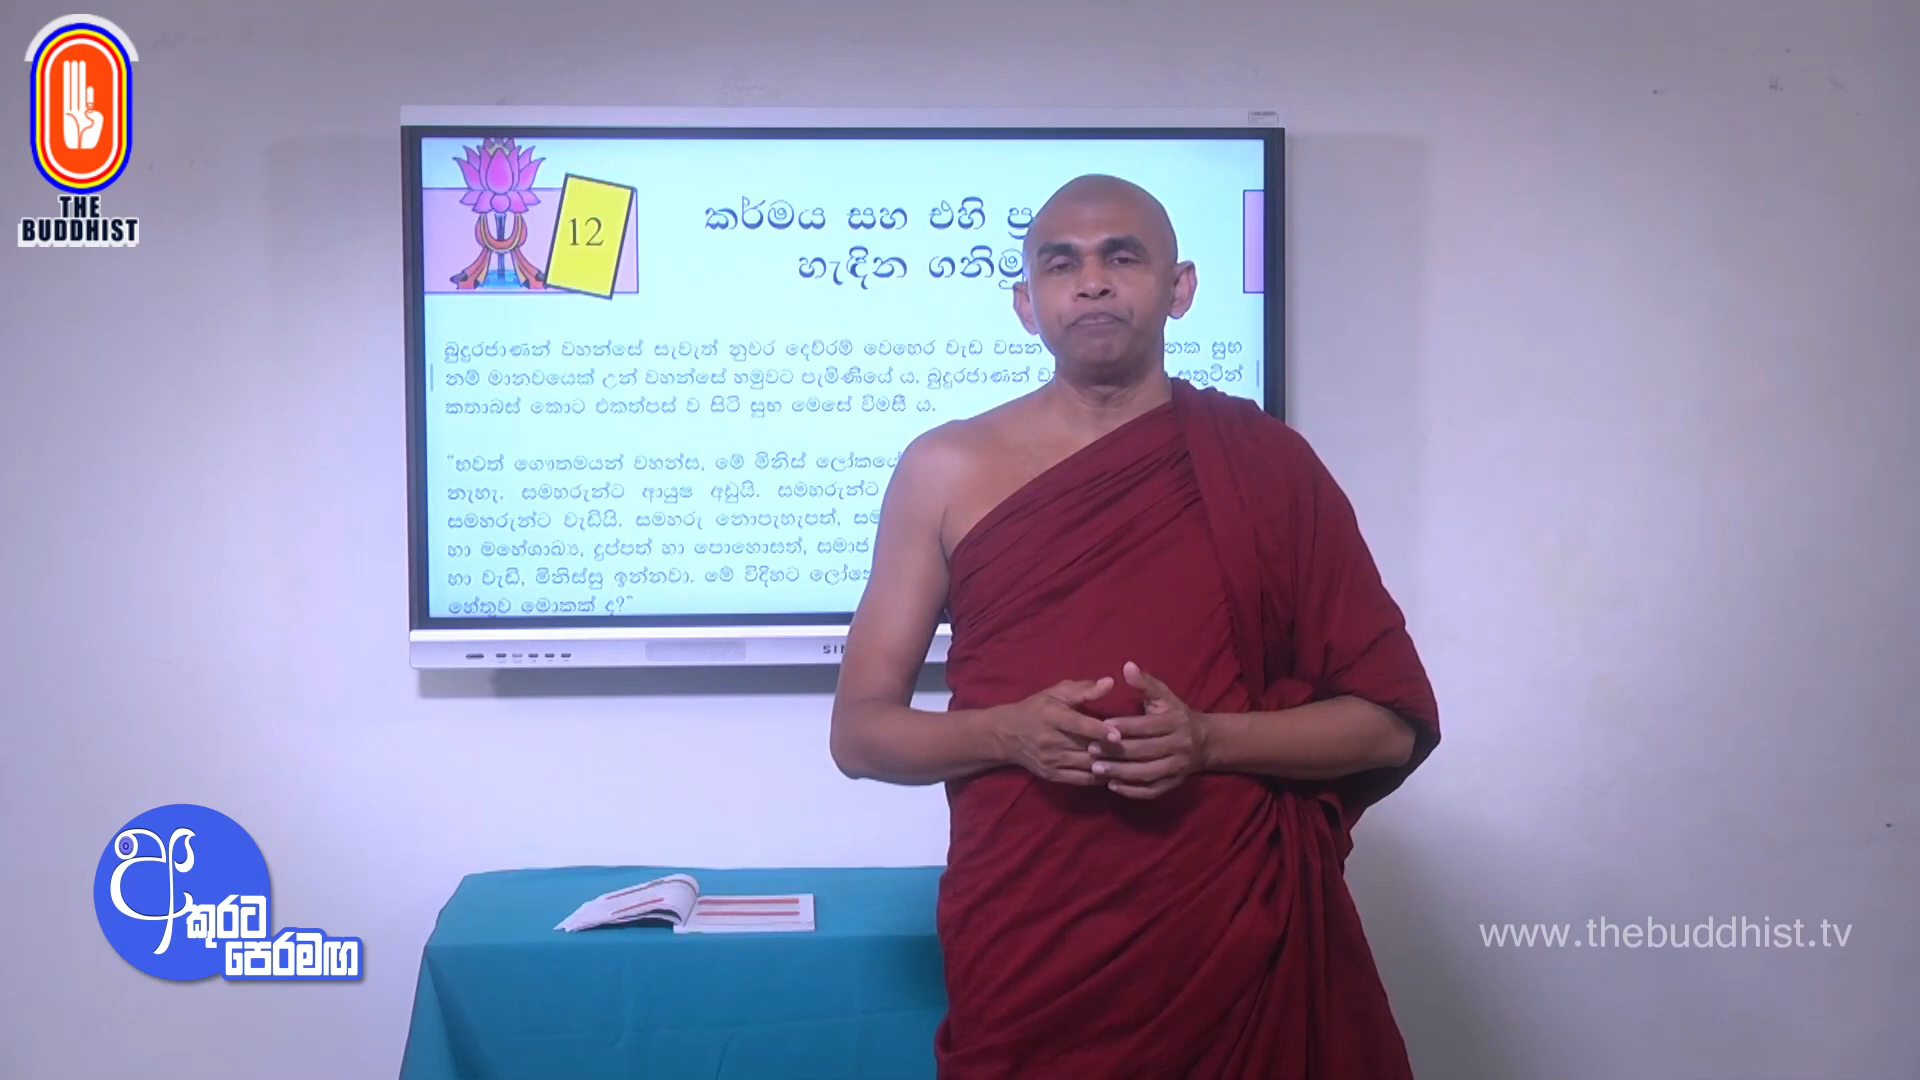 THE
BUDDHIST
12
කර්මය සහ එහි
හැඳින ගනිමු
බුදුරජාණන් වහන්සේ සැවැත් නුවර දෙව්රම් වෙහෙර වැඩ වසන සුභ
නම් මානවයෙක් උන් වහන්සේ හමුවට පැමිණියේ ය. බුදුරජාණන් සතුටින්
කතාබස් කොට එකත්පස් ව සිටි සුභ මෙසේ විමසී ය.
"භවත් ගෞතමයන් වහන්ස, මේ මිනිස් ලෝකයේ
නැහැ. සමහරුන්ට ආයුෂ අඩුයි. සමහරුන්ට
සමහරුන්ට වැඩියි. සමහරු නොපැහැපත්,
හා මහේශාඛ්‍ය, දුප්පත් හා පොහොසත්, සමාජ
හා වැඩි, මිනිස්සු ඉන්නවා. මේ විදිහට
හේතුව මොකක් ද?"
අකුරට
පෙරමඟ
www.thebuddhist.tv